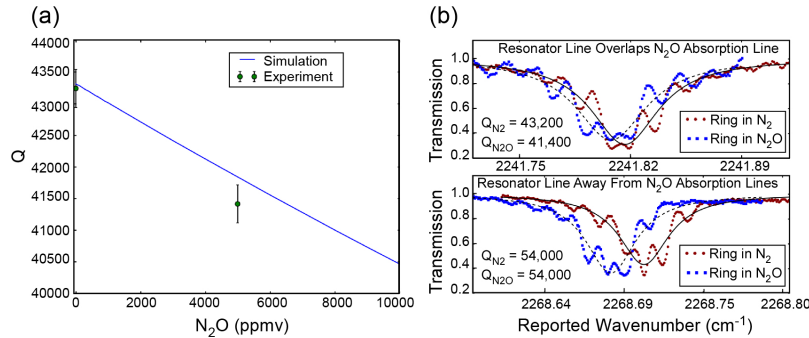 (a)
44000
43500
43000
42500
42000
41500
41000
40500
40000
Q
Simulation
Experiment
0 2000 4000 6000 8000 10000
N₂O (ppmv)
(b)
Resonator Line Overlaps N₂O Absorption Line
Transmission
1.0
0.8
0.6
0.4
0.2
Q_N2 = 43,200
Q_N2O = 41,400
Ring in N₂
Ring in N₂O
2241.75 2241.82 2241.89
Resonator Line Away From N₂O Absorption Lines
Transmission
1.0
0.8
0.6
0.4
0.2
Q_N2 = 54,000
Q_N2O = 54,000
Ring in N₂
Ring in N₂O
2268.64 2268.69 2268.75 2268.80
Reported Wavenumber (cm⁻¹)